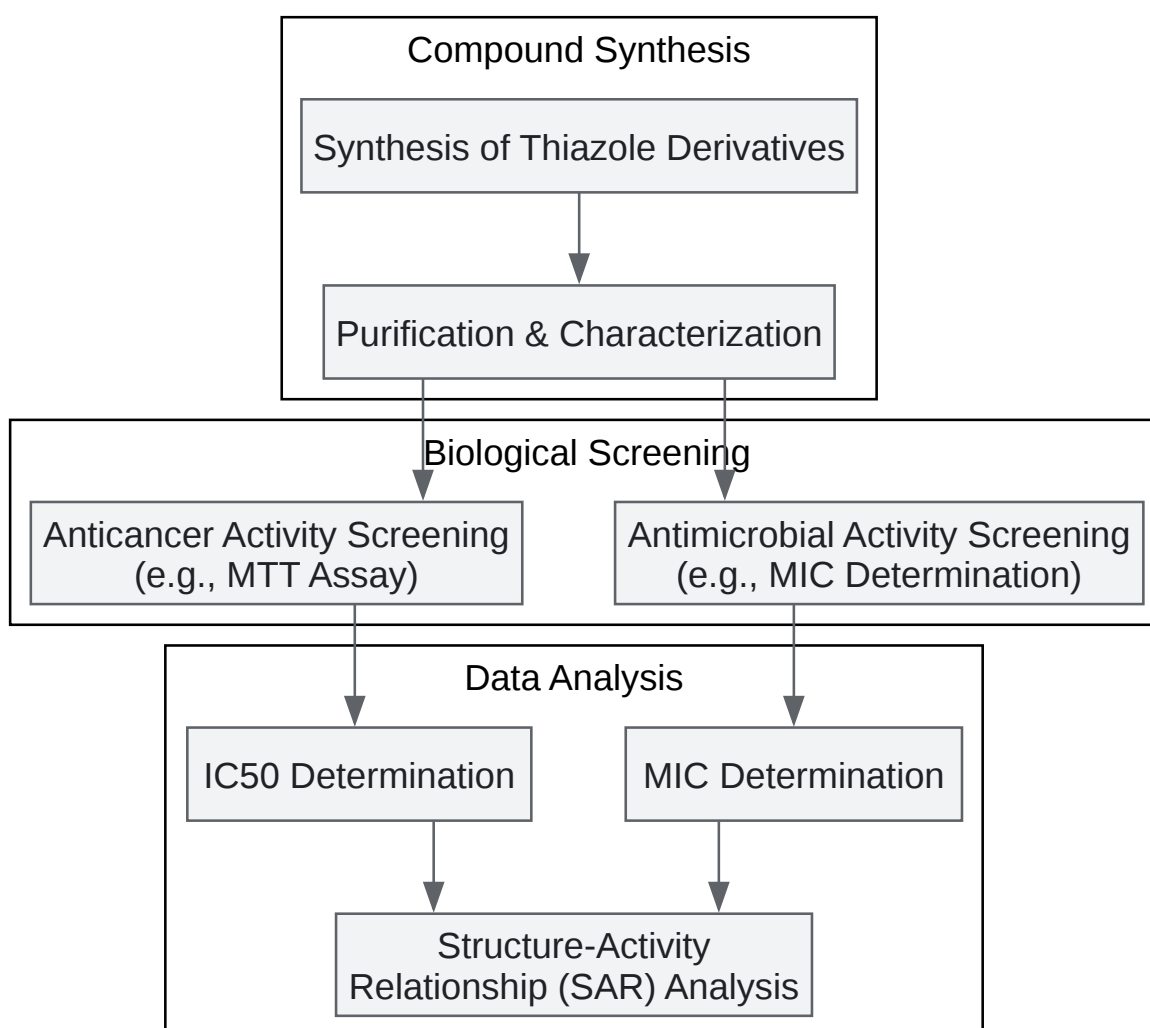 Compound Synthesis
Synthesis of Thiazole Derivatives
Purification & Characterization
Biological Screening
Anticancer Activity Screening
(e.g., MTT Assay)
Antimicrobial Activity Screening
(e.g., MIC Determination)
Data Analysis
IC50 Determination
MIC Determination
Structure-Activity
Relationship (SAR) Analysis